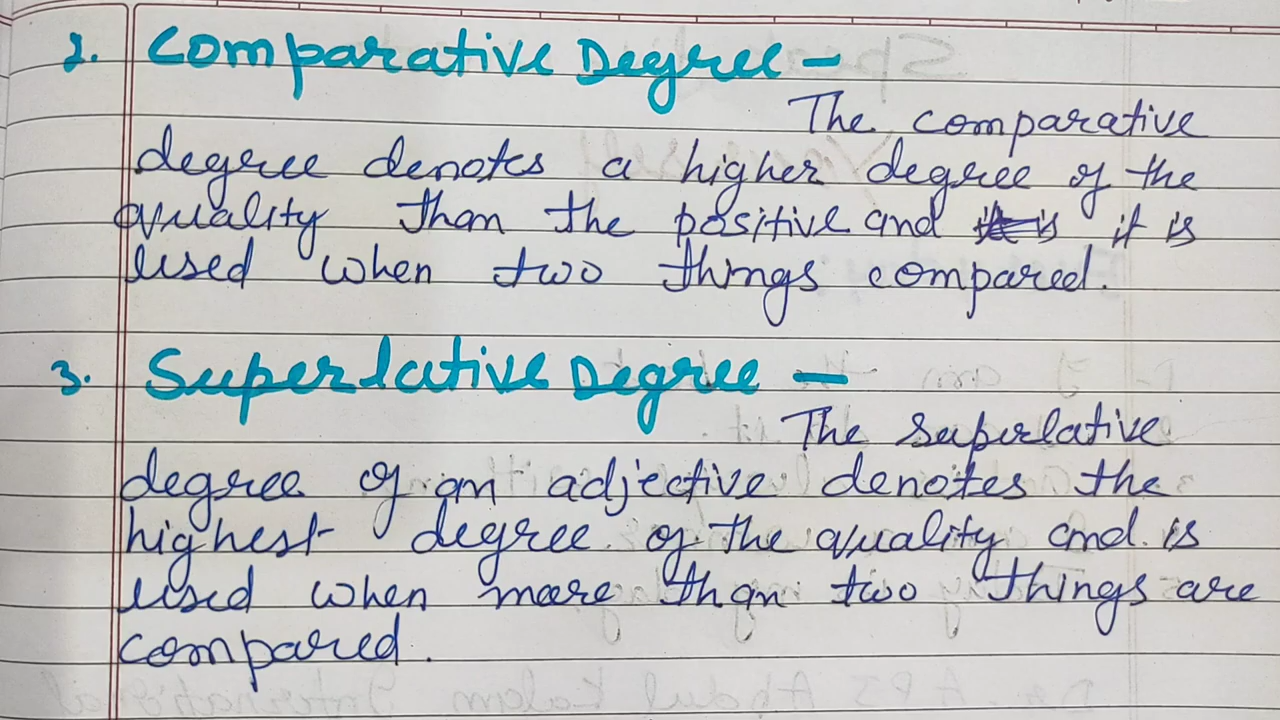 2. Comparative Degree -
The comparative
degree denotes a higher degree of the
quality than the positive and it is it is
used when two things compared.
3. Superlative Degree -
The superlative
degree of an adjective denotes the
highest degree of the quality and is
used when more than two things are
compared.